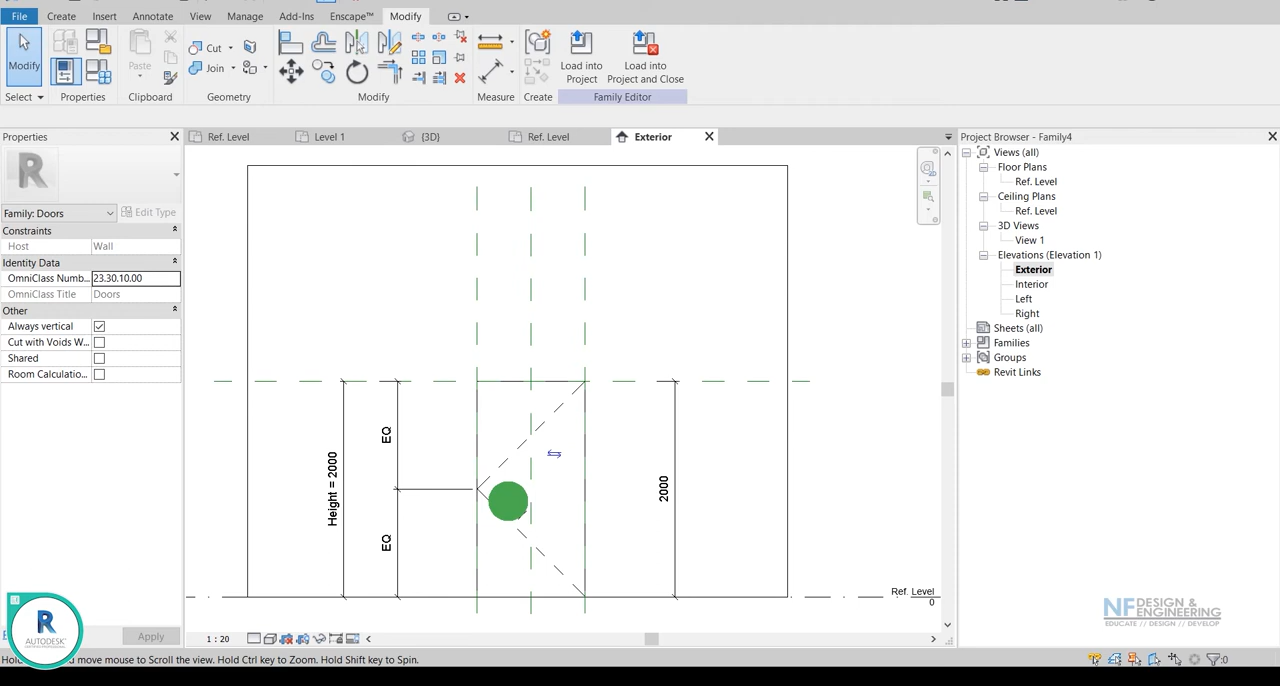 File Create Insert Annotate View Manage Add-Ins Enscape™ Modify
Modify
Paste
Cut
Join
Load into
Project
Load into
Project and Close
Select Properties Clipboard Geometry Modify Measure Create Family Editor
Properties
Ref. Level
Level 1
{3D}
Ref. Level
Exterior
Project Browser - Family4
R
Family: Doors
Edit Type
Constraints
Host Wall
Identity Data
OmniClass Numb... 23.30.10.00
OmniClass Title Doors
Other
Always vertical
Cut with Voids W...
Shared
Room Calculatio...
Apply
Views (all)
Floor Plans
Ref. Level
Ceiling Plans
Ref. Level
3D Views
View 1
Elevations (Elevation 1)
Exterior
Interior
Left
Right
Sheets (all)
Families
Groups
Revit Links
Height = 2000
EQ
EQ
2000
Ref. Level
0
1 : 20
R
AUTODESK
NF DESIGN &
ENGINEERING
EDUCATE // DESIGN // DEVELOP
move mouse to Scroll the view. Hold Ctrl key to Zoom. Hold Shift key to Spin.
:0